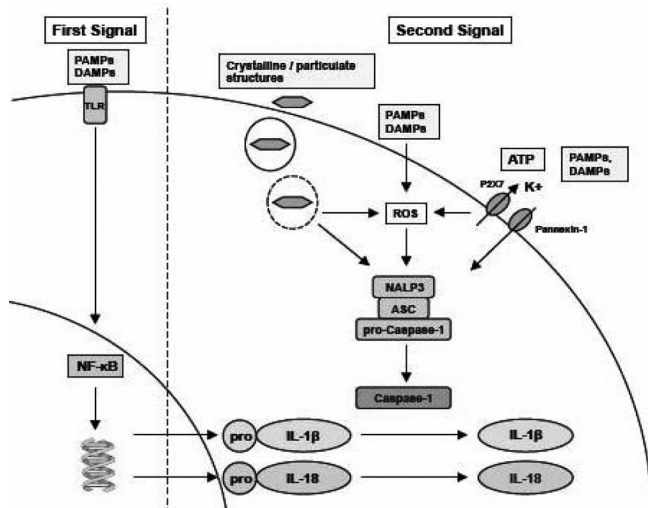 First Signal
Second Signal
PAMPs
DAMPs
TLR
Crystalline / particulate
structures
PAMPs
DAMPs
ATP
PAMPs,
DAMPs
P2X7
K+
ROS
Pannexin-1
NALP3
ASC
pro-Caspase-1
NF-κB
Caspase-1
pro IL-1β IL-1β
pro IL-18 IL-18